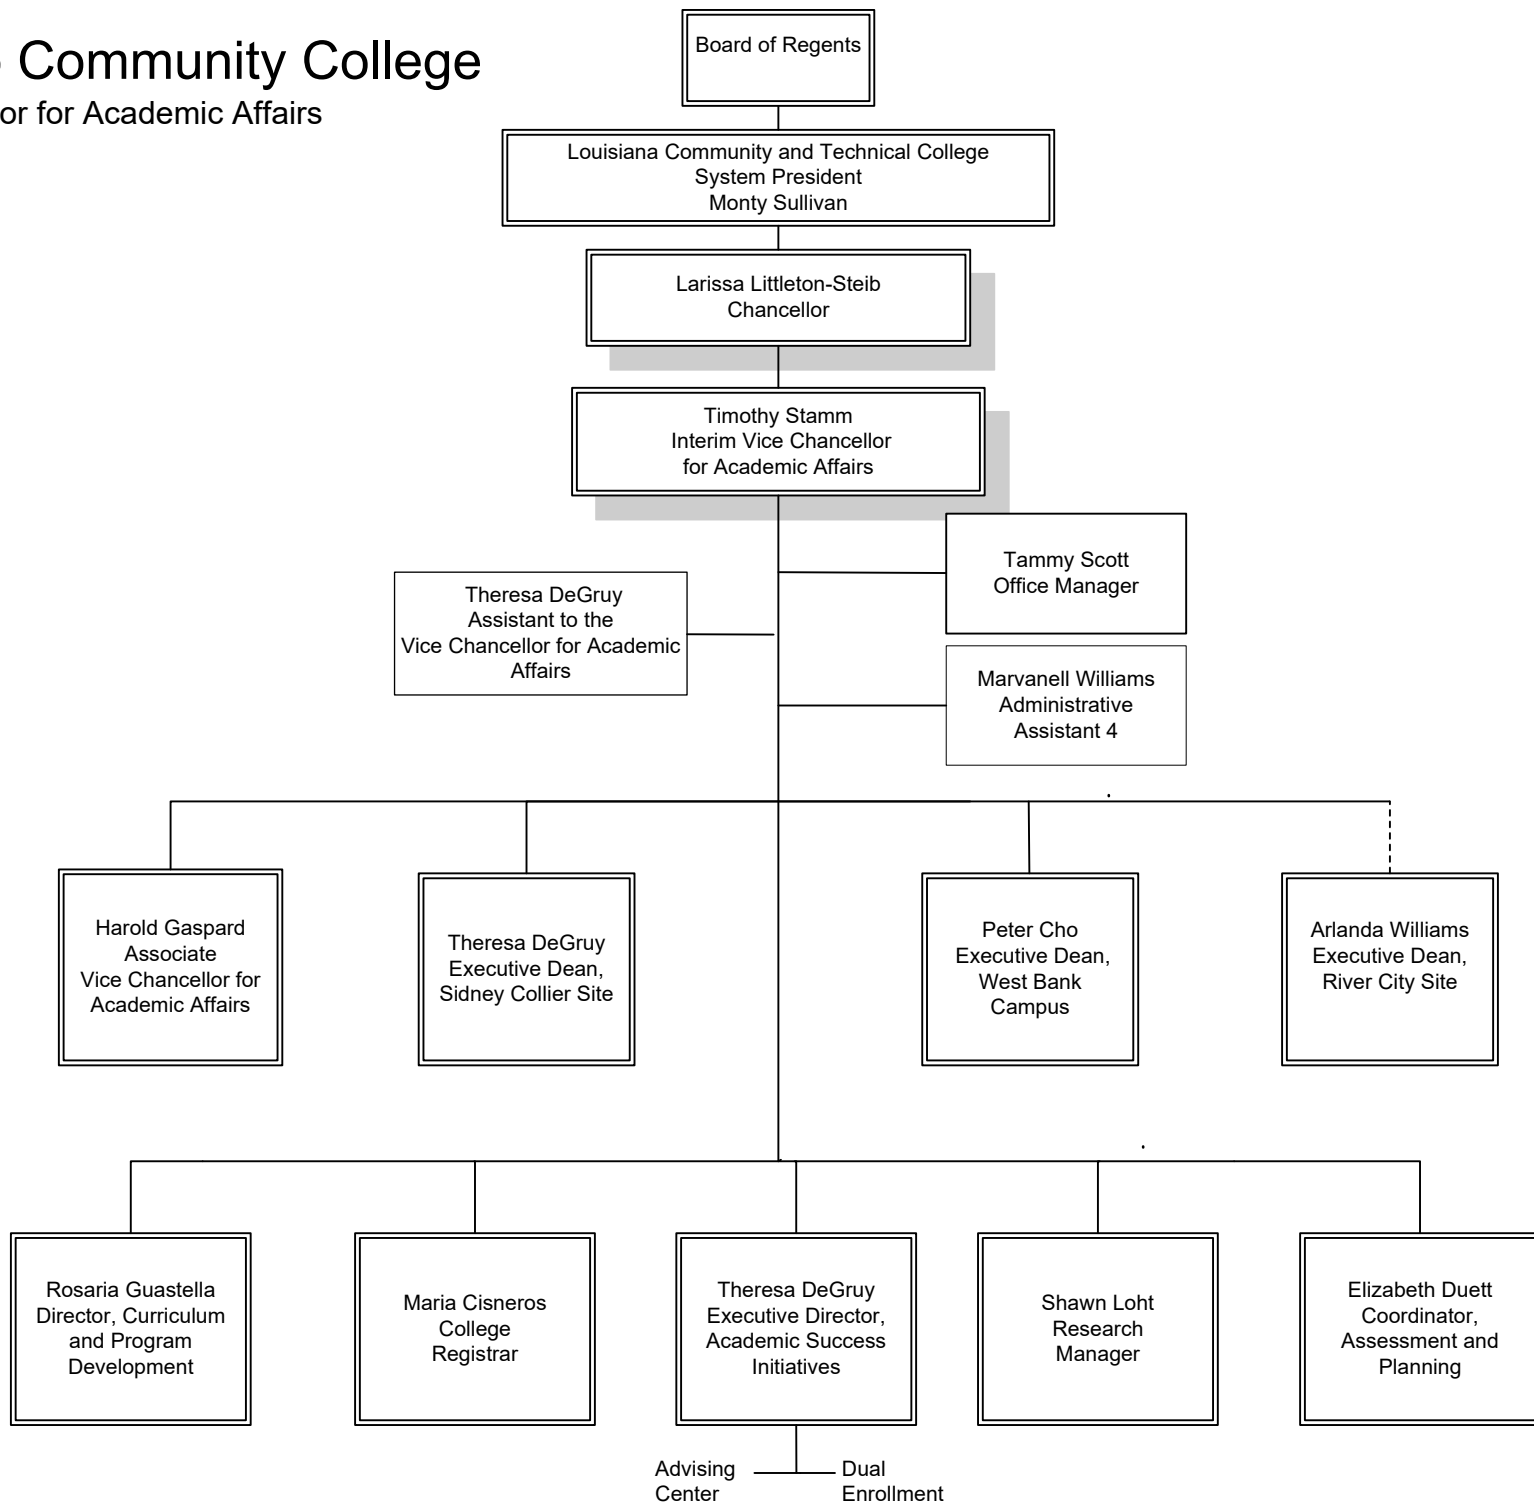 Community College
or for Academic Affairs
Board of Regents
Louisiana Community and Technical College
System President
Monty Sullivan
Larissa Littleton-Steib
Chancellor
Timothy Stamm
Interim Vice Chancellor
for Academic Affairs
Tammy Scott
Office Manager
Theresa DeGruy
Assistant to the
Vice Chancellor for Academic
Affairs
Marvanell Williams
Administrative
Assistant 4
Harold Gaspard
Associate
Vice Chancellor for
Academic Affairs
Theresa DeGruy
Executive Dean,
Sidney Collier Site
Peter Cho
Executive Dean,
West Bank
Campus
Arlanda Williams
Executive Dean,
River City Site
Rosaria Guastella
Director, Curriculum
and Program
Development
Maria Cisneros
College
Registrar
Theresa DeGruy
Executive Director,
Academic Success
Initiatives
Shawn Loht
Research
Manager
Elizabeth Duett
Coordinator,
Assessment and
Planning
Advising
Center
Dual
Enrollment